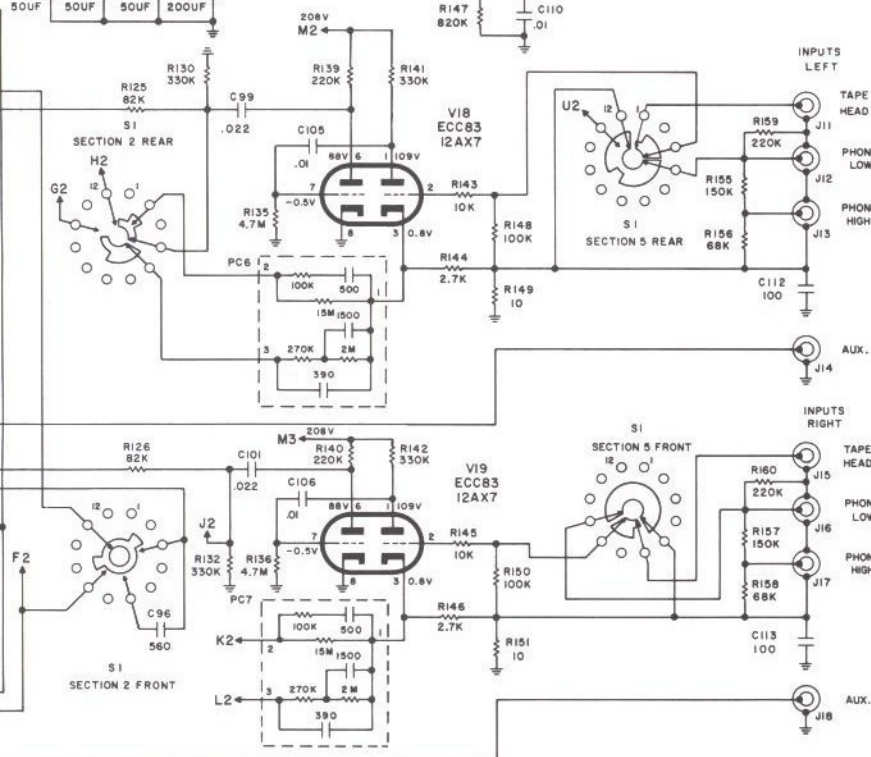 50UF 50UF 50UF 200UF
R147
820K
C110
.01
208V
M2
R130
330K
R139
220K
R141
330K
INPUTS
LEFT
R125
82K
C99
.022
S1
SECTION 2 REAR
V18
ECC83
12AX7
U2
12 1
TAPE
HEAD
J11
R159
220K
C105
.01
H2
G2
12 1
88V 6 1 109V
7
-0.5V
2
R143
10K
PHON
LOW
J12
R155
150K
R135
4.7M
8 3 0.8V
R148
100K
S1
SECTION 5 REAR
R156
68K
PHON
HIGH
J13
PC6
2
100K
500
1
R144
2.7K
R149
10
C112
100
15M
1500
3
270K
2M
390
AUX.
J14
208V
M3
R140
220K
R142
330K
INPUTS
RIGHT
S1
SECTION 5 FRONT
12 1
R126
82K
C101
.022
V19
ECC83
12AX7
TAPE
HEAD
J15
R160
220K
C106
.01
88V 6 1 109V
12 1
J2
7
-0.5V
2
R145
10K
PHON
LOW
J16
R157
150K
F2
R132
330K
R136
4.7M
8 3 0.8V
R150
100K
PHON
HIGH
J17
R158
68K
C96
560
PC7
100K
500
1
R146
2.7K
K2
2
15M
1500
R151
10
C113
100
S1
SECTION 2 FRONT
L2
3
270K
2M
390
AUX.
J18